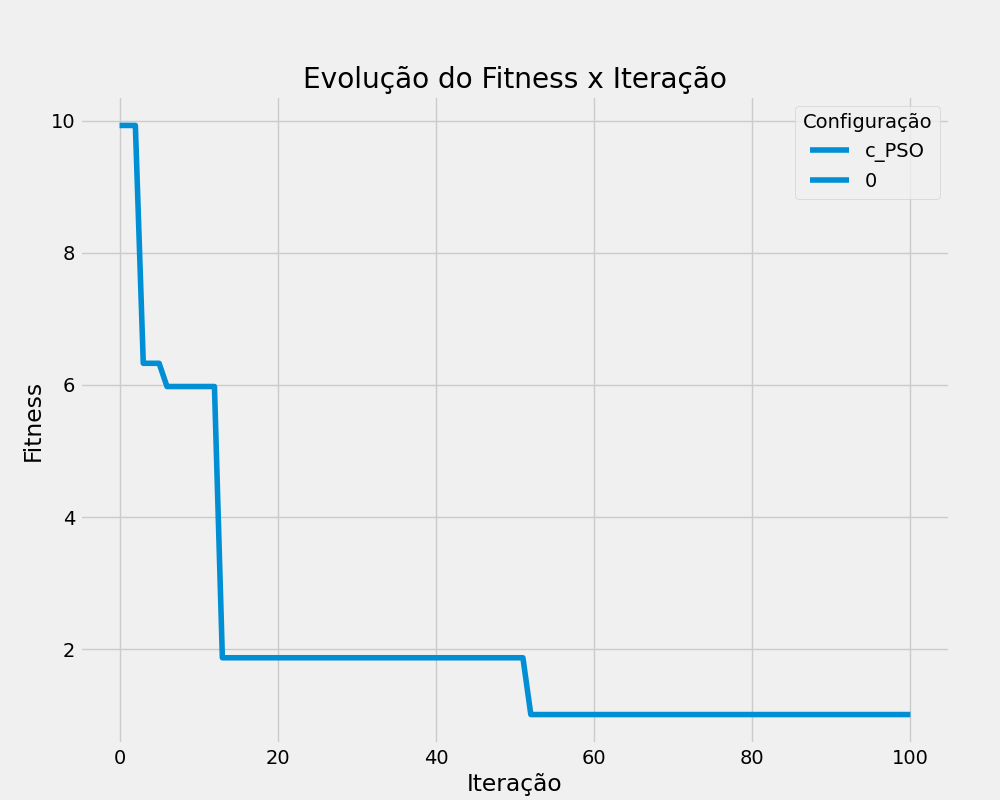 Evolução do Fitness x Iteração
Configuração
c_PSO
0
Fitness
10
8
6
4
2
0 20 40 60 80 100
Iteração